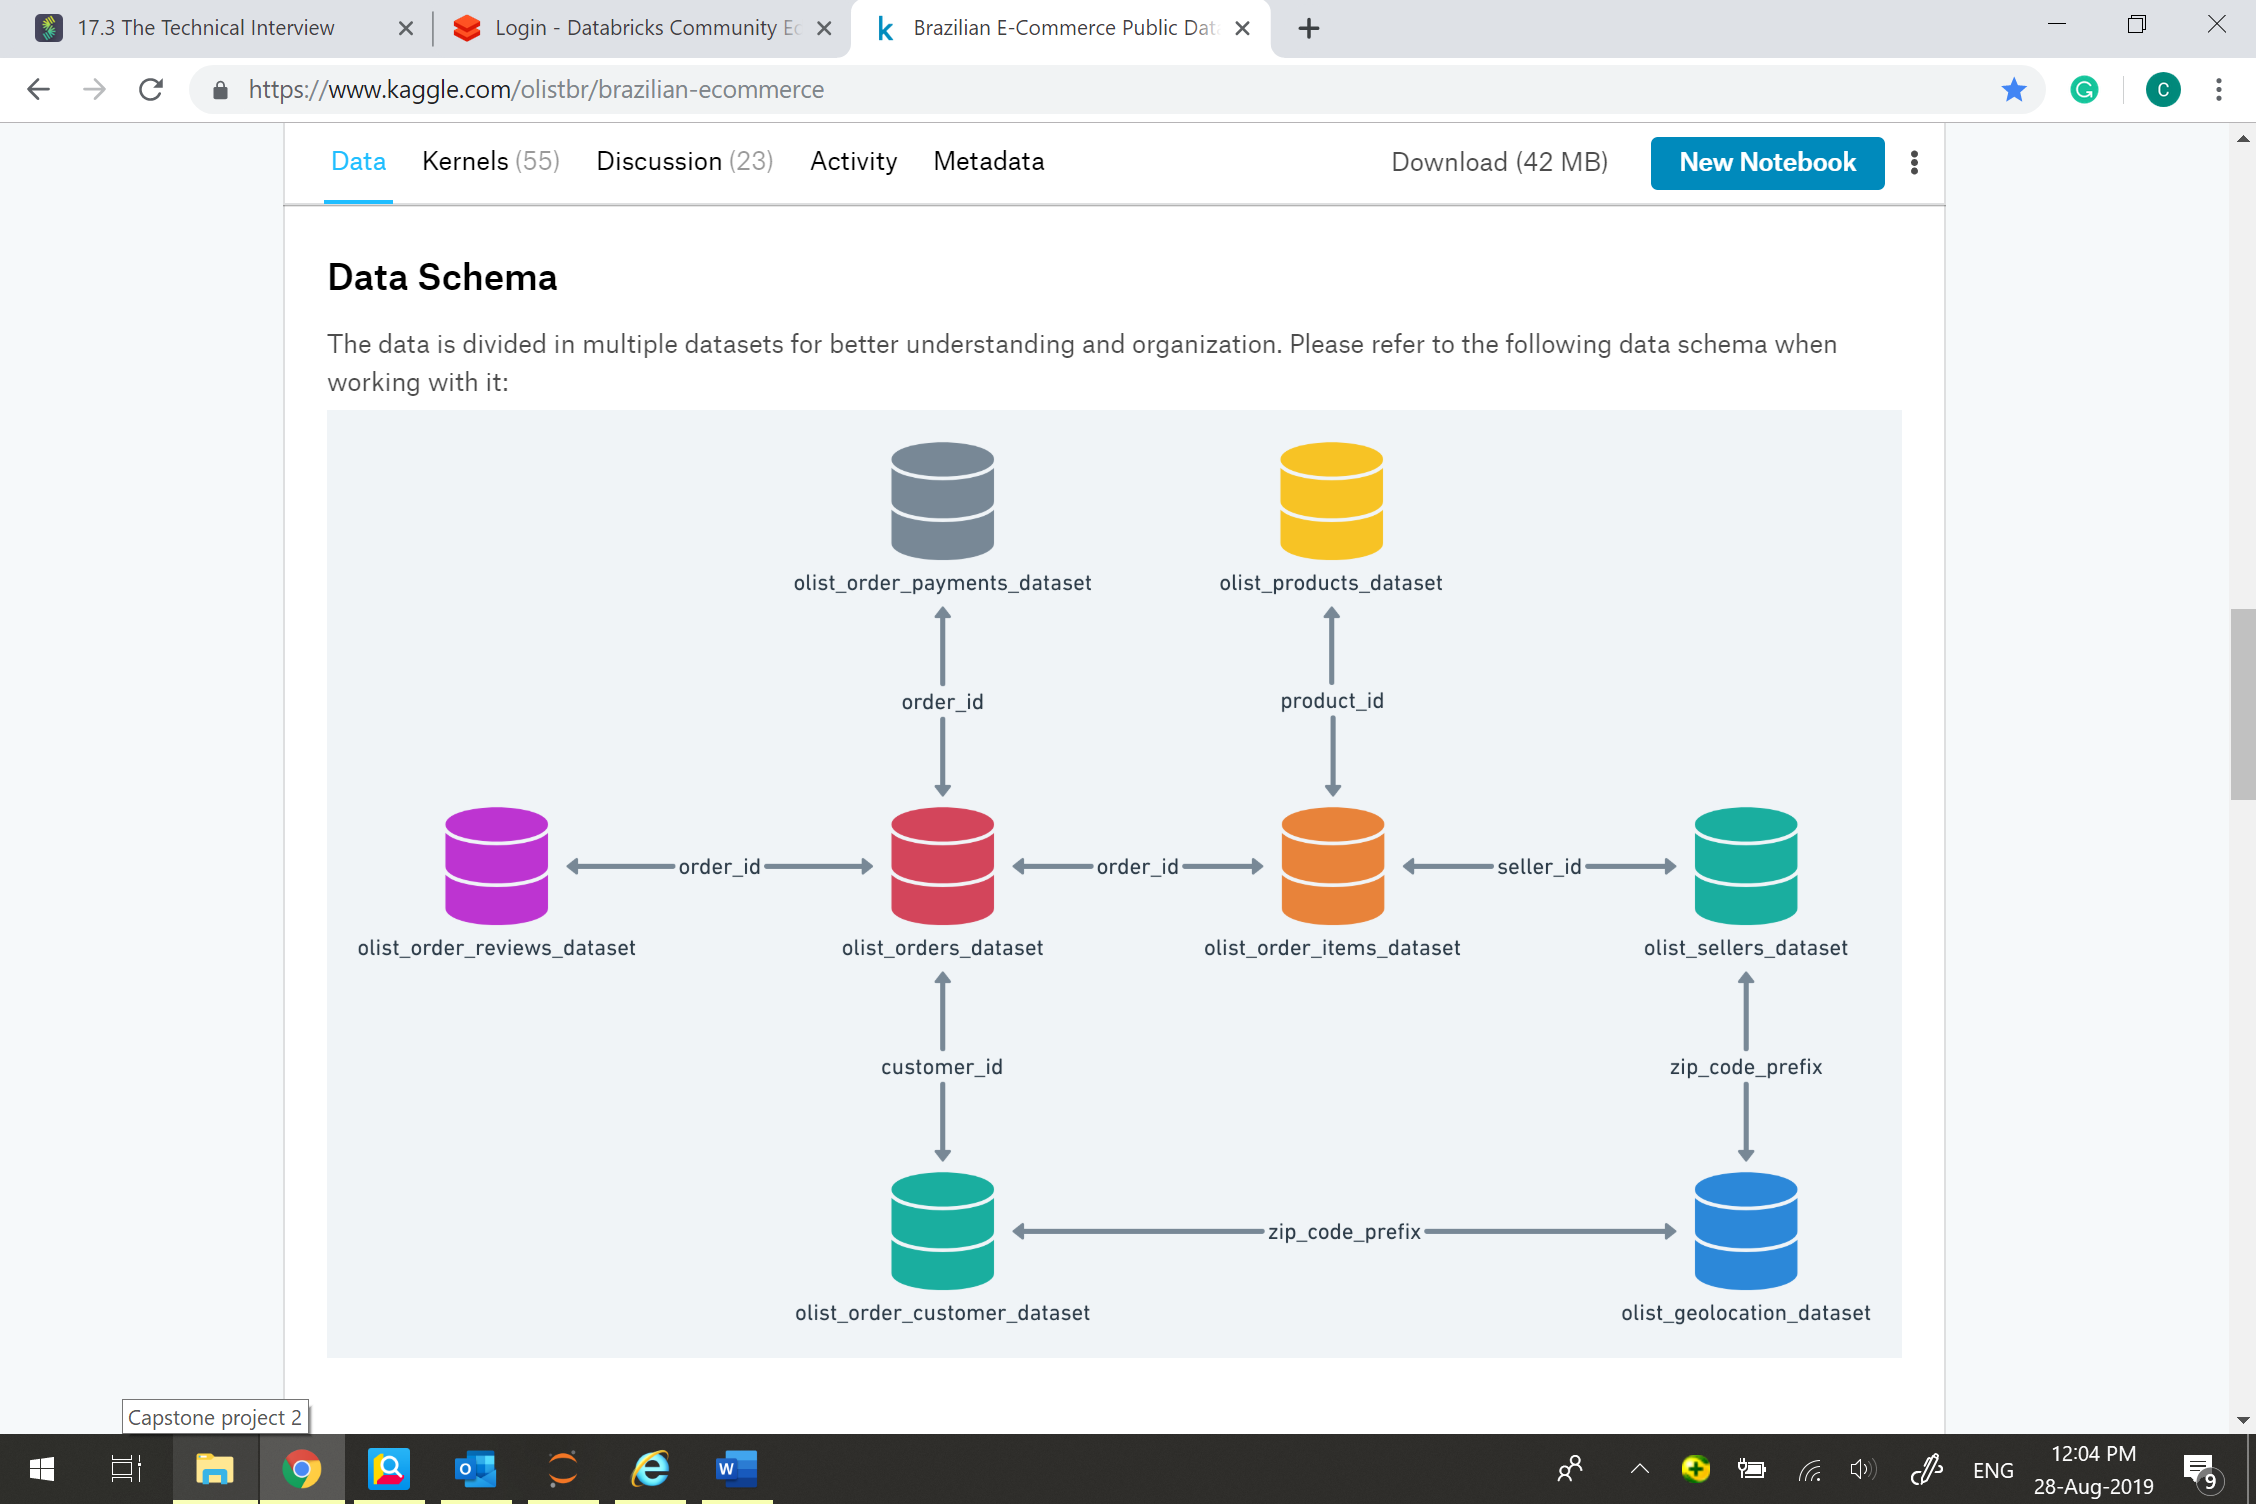 17.3 The Technical Interview
Login - Databricks Community Ec
Brazilian E-Commerce Public Dat
https://www.kaggle.com/olistbr/brazilian-ecommerce
C
Data Kernels (55) Discussion (23) Activity Metadata Download (42 MB) New Notebook
Data Schema
The data is divided in multiple datasets for better understanding and organization. Please refer to the following data schema when
working with it:
olist_order_payments_dataset
olist_products_dataset
order_id
product_id
order_id
order_id
seller_id
olist_order_reviews_dataset
olist_orders_dataset
olist_order_items_dataset
olist_sellers_dataset
customer_id
zip_code_prefix
zip_code_prefix
olist_order_customer_dataset
olist_geolocation_dataset
Capstone project 2
ENG
12:04 PM
28-Aug-2019
9